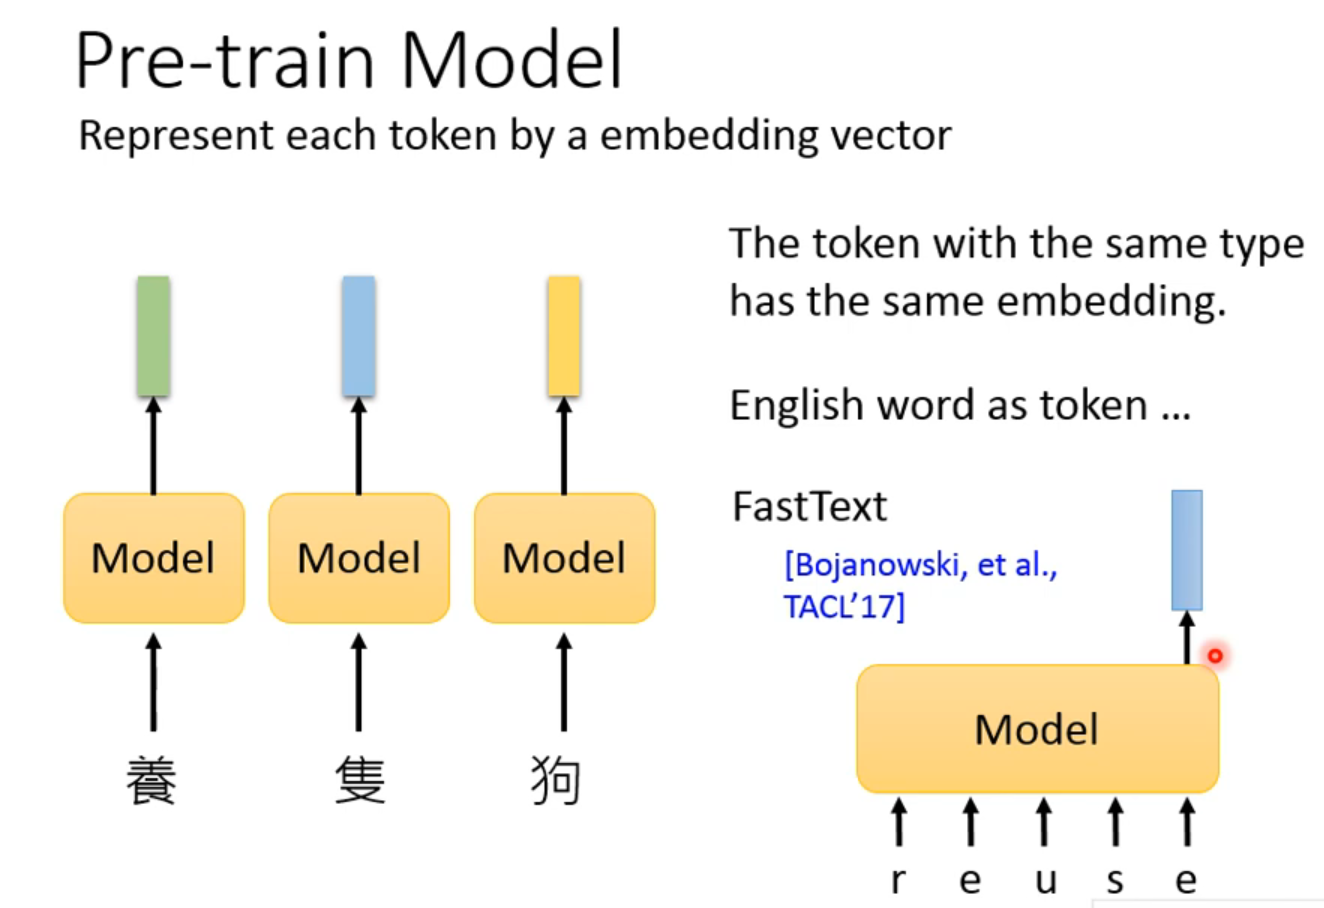 Pre-train Model
Represent each token by a embedding vector
Model
Model
Model
養
隻
狗
The token with the same type
has the same embedding.
English word as token ...
FastText
[Bojanowski, et al.,
TACL’17]
Model
r e u s e